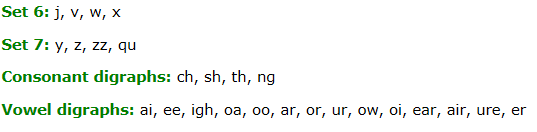 Set 6: j, v, w, x
Set 7: y, z, zz, qu
Consonant digraphs: ch, sh, th, ng
Vowel digraphs: ai, ee, igh, oa, oo, ar, or, ur, ow, oi, ear, air, ure, er